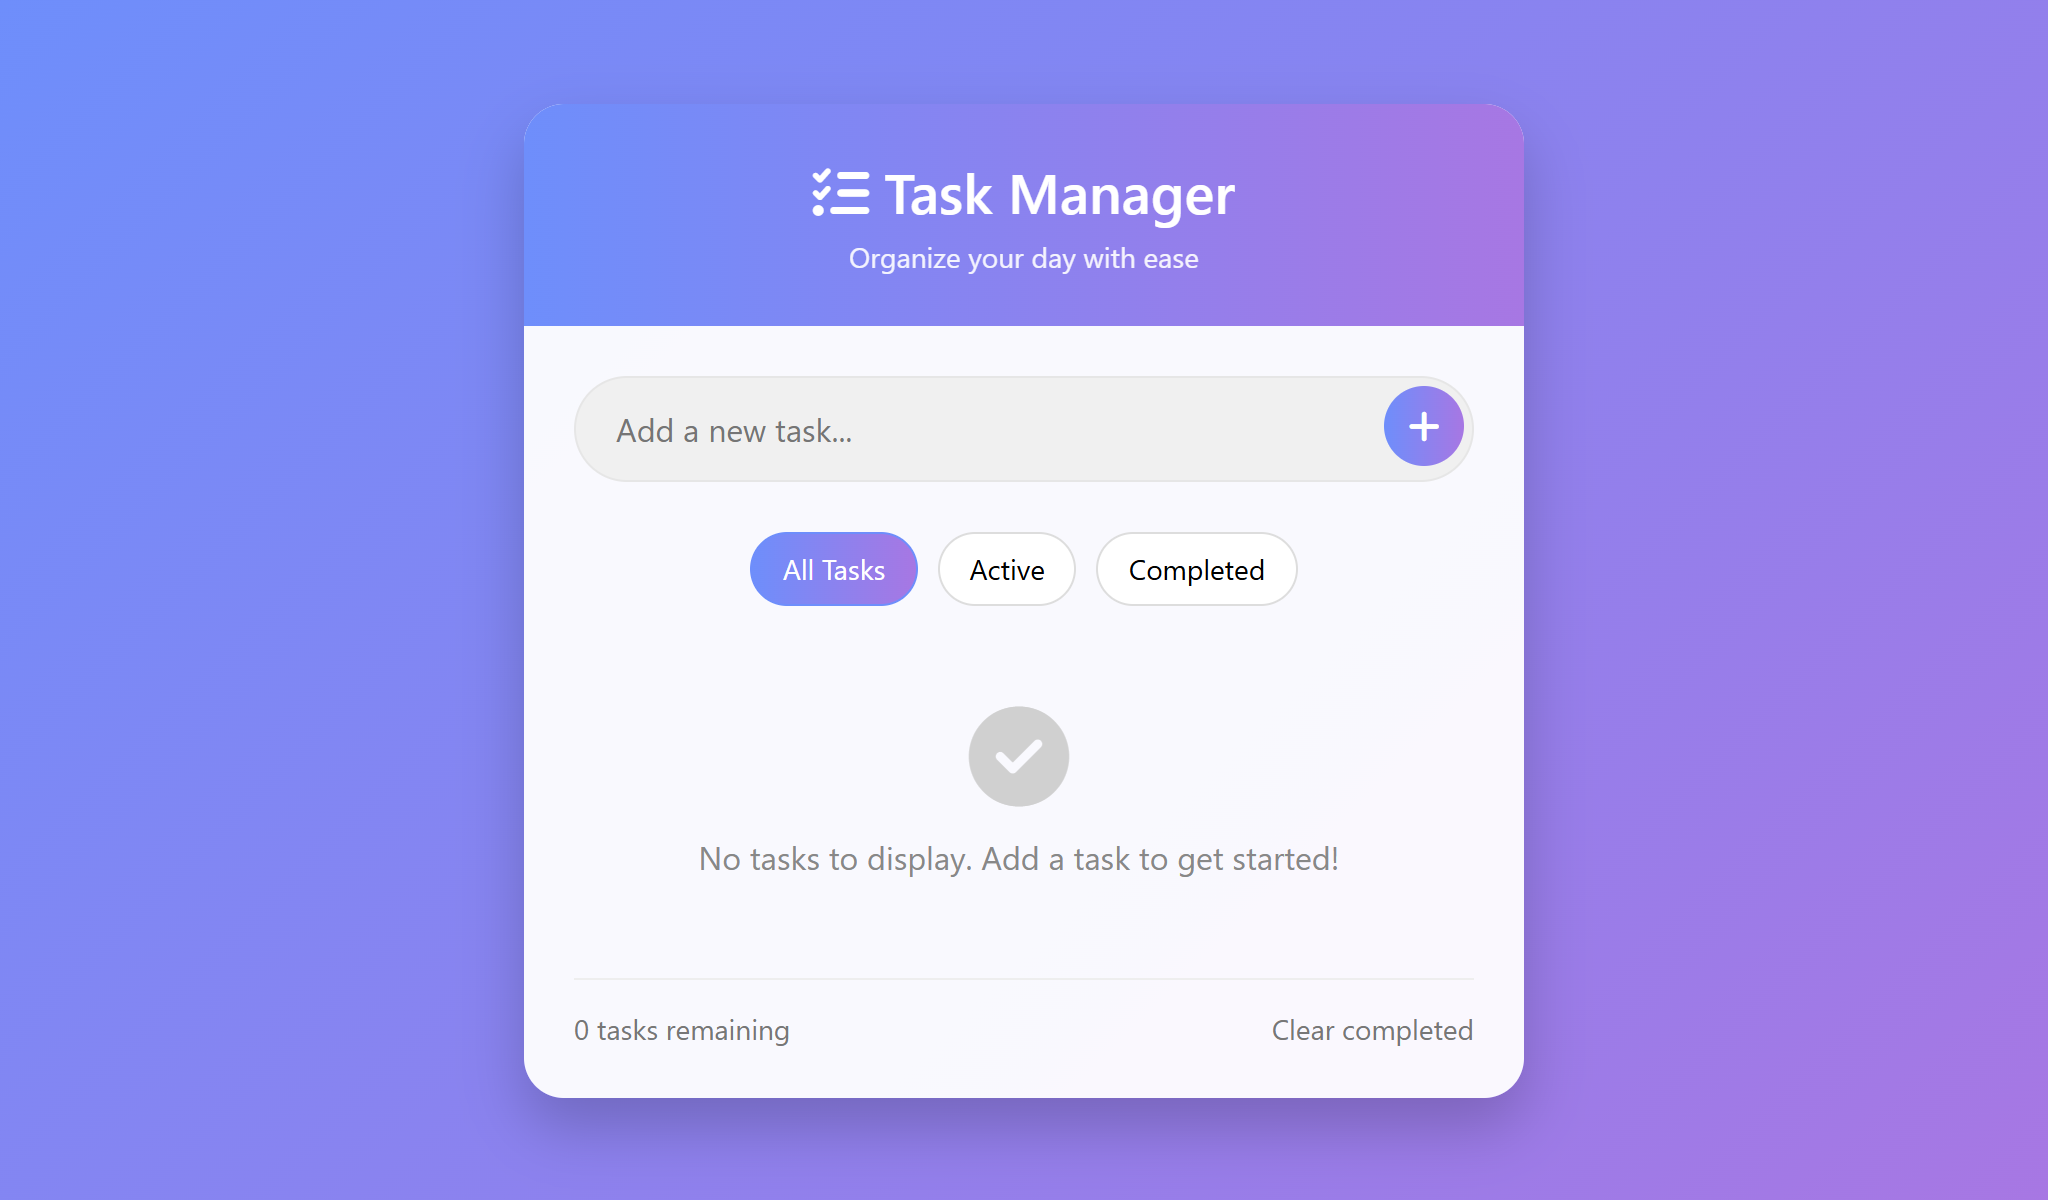 Task Manager
Organize your day with ease
Add a new task...
All Tasks
Active
Completed
No tasks to display. Add a task to get started!
0 tasks remaining
Clear completed